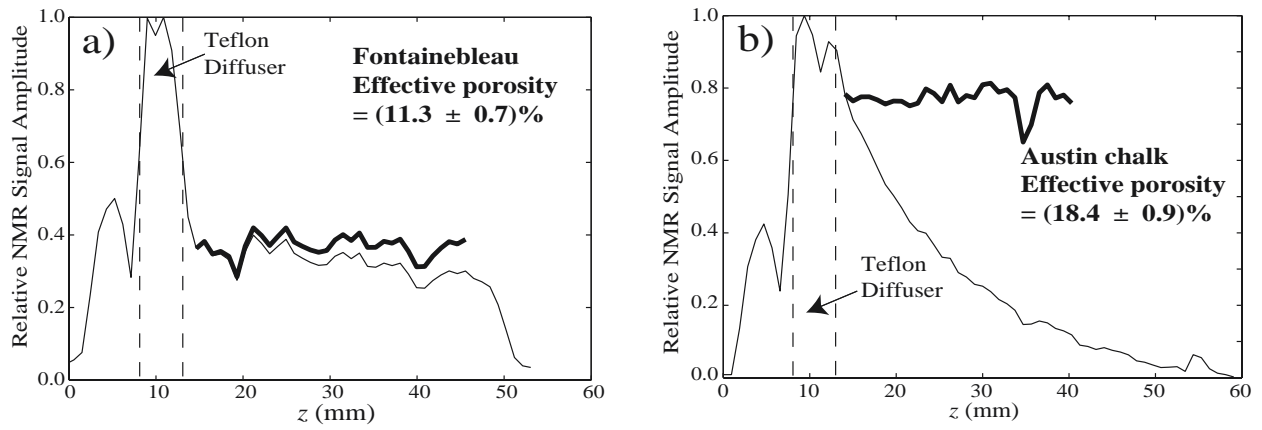 a)
Teflon
Diffuser
Fontainebleau
Effective porosity
= (11.3 ± 0.7)%
Relative NMR Signal Amplitude
1.0
0.8
0.6
0.4
0.2
0.0
0 10 20 30 40 50 60
z (mm)
b)
Austin chalk
Effective porosity
= (18.4 ± 0.9)%
Teflon
Diffuser
Relative NMR Signal Amplitude
1.0
0.8
0.6
0.4
0.2
0.0
0 10 20 30 40 50 60
z (mm)